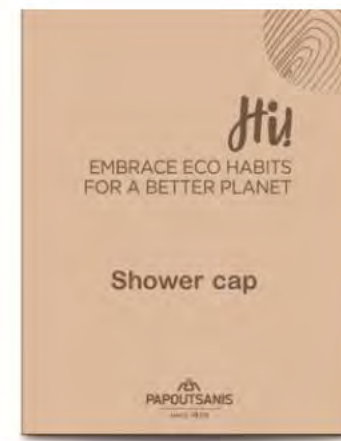 Hi!
EMBRACE ECO HABITS
FOR A BETTER PLANET
Shower cap
PAPOUTSANIS